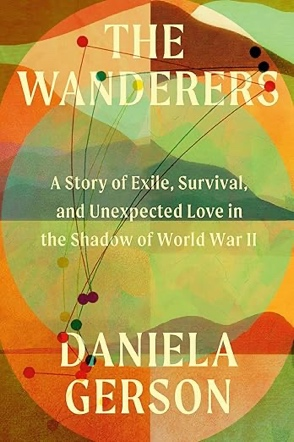 THE
WANDERERS
A Story of Exile, Survival,
and Unexpected Love in
the Shadow of World War II
DANIELA
GERSON